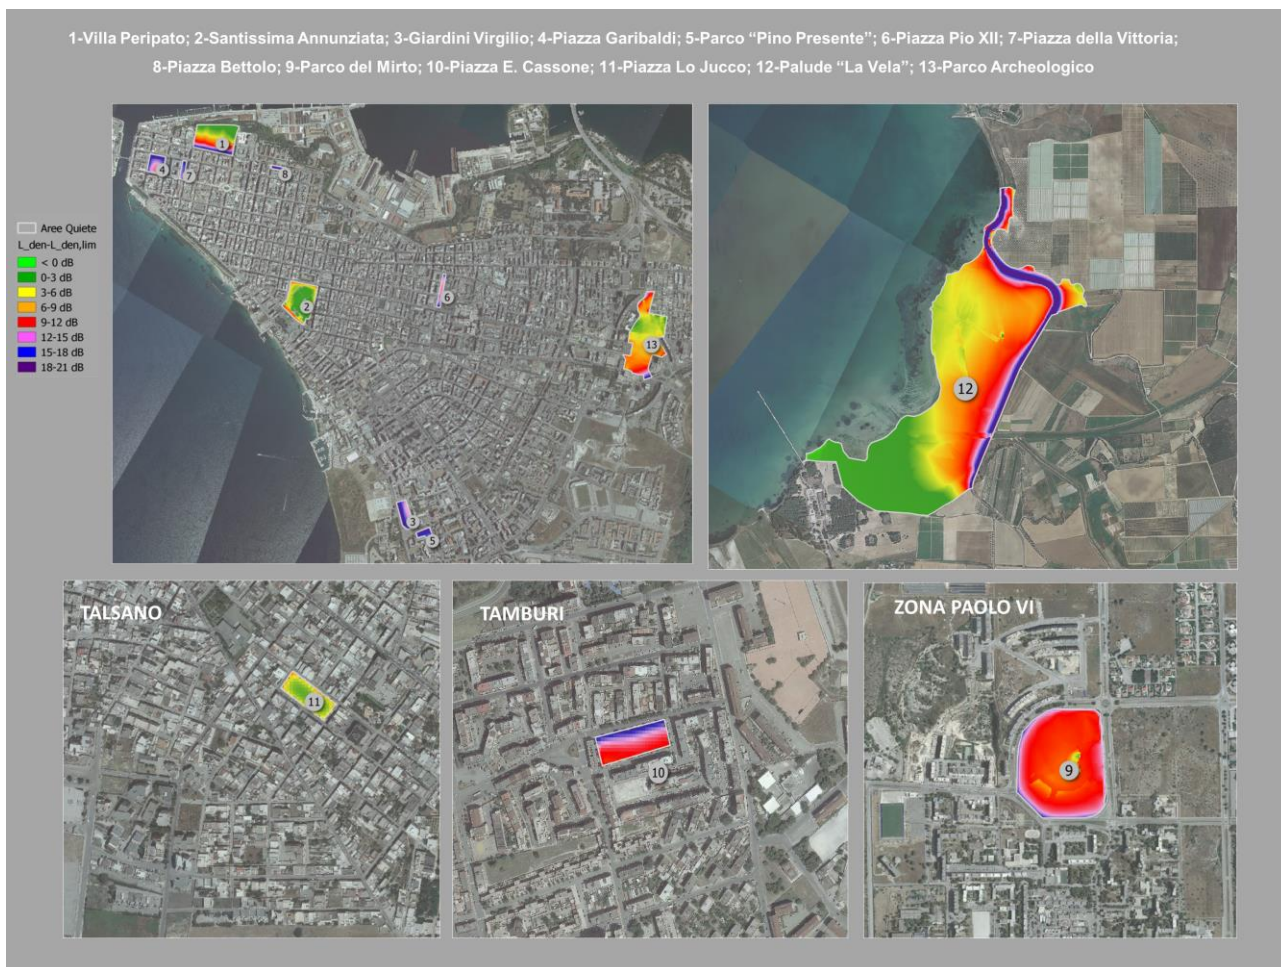 1-Villa Peripato; 2-Santissima Annunziata; 3-Giardini Virgilio; 4-Piazza Garibaldi; 5-Parco “Pino Presente”; 6-Piazza Pio XII; 7-Piazza della Vittoria;
8-Piazza Bettolo; 9-Parco del Mirto; 10-Piazza E. Cassone; 11-Piazza Lo Jucco; 12-Palude “La Vela”; 13-Parco Archeologico
1
4
7
8
2
6
13
3
5
12
Aree Quiete
L_den-L_den,lim
< 0 dB
0-3 dB
3-6 dB
6-9 dB
9-12 dB
12-15 dB
15-18 dB
18-21 dB
TALSANO
11
TAMBURI
10
ZONA PAOLO VI
9